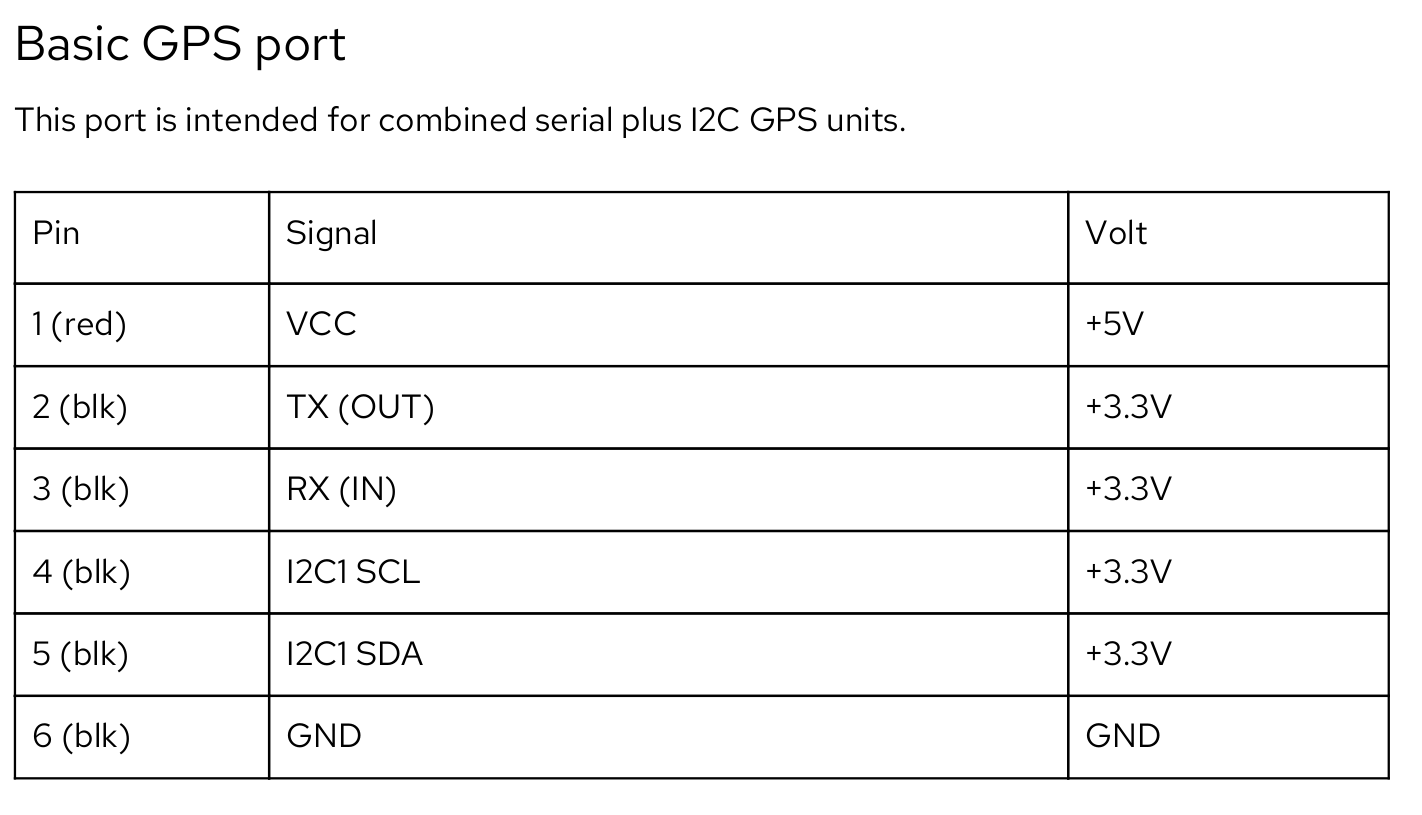 Basic GPS port
This port is intended for combined serial plus I2C GPS units.
Pin Signal Volt
1 (red) VCC +5V
2 (blk) TX (OUT) +3.3V
3 (blk) RX (IN) +3.3V
4 (blk) I2C1 SCL +3.3V
5 (blk) I2C1 SDA +3.3V
6 (blk) GND GND